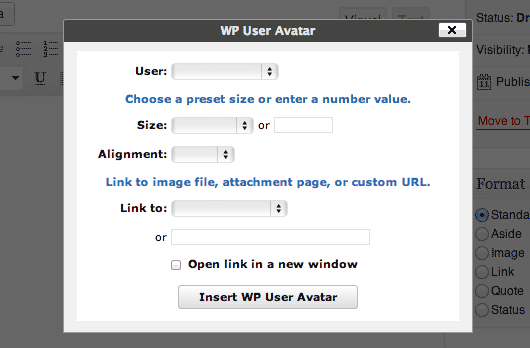 Visual Text
Status: Dr
Visibility:
Publis
Move to T
Format
Standa
Aside
Image
Link
Quote
Status
WP User Avatar
User:
Choose a preset size or enter a number value.
Size: or
Alignment:
Link to image file, attachment page, or custom URL.
Link to:
or
Open link in a new window
Insert WP User Avatar